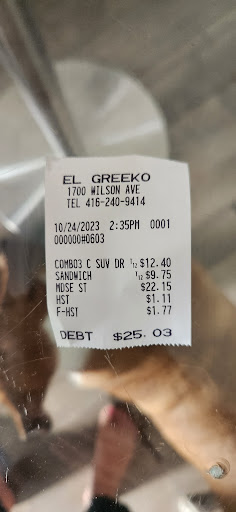 EL GREEKO
1700 WILSON AVE
TEL 416-240-9414
10/24/2023 2:35PM 0001
000000#0603
COMBO3 C SUV DR T2 $12.40
SANDWICH T2 $9.75
MDSE ST $22.15
HST $1.11
F-HST $1.77
DEBT $25.03